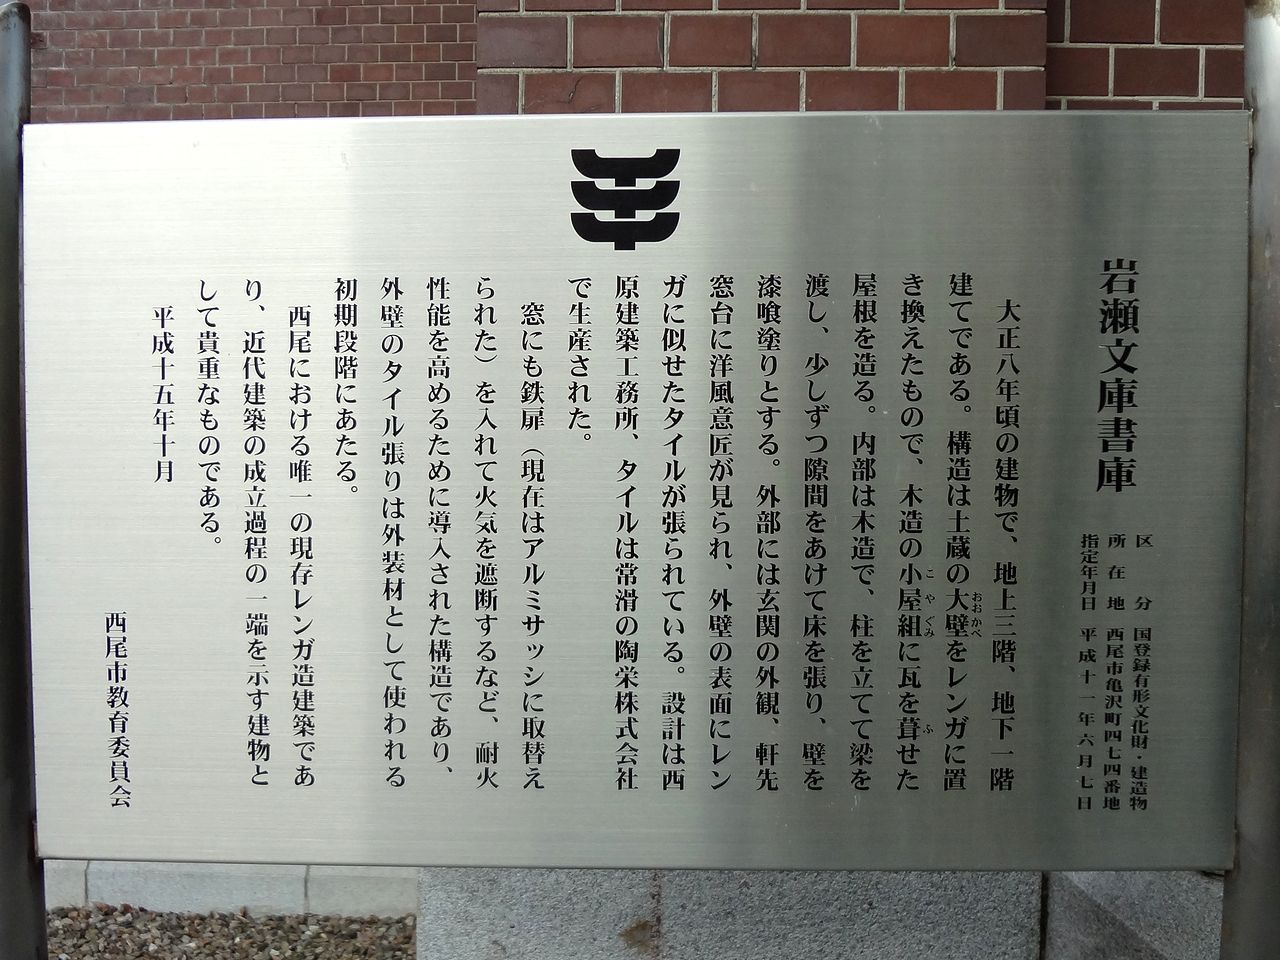 岩瀬文庫書庫
区分 国登録有形文化財・建造物
所在地 西尾市亀沢町四七四番地
指定年月日 平成十一年六月七日
大正八年頃の建物で、地上三階、地下一階
建てである。構造は土蔵の大壁をレンガに置
おおかべ
き換えたもので、木造の小屋組に瓦を葺せた
こやぐみ ふ
屋根を造る。内部は木造で、柱を立てて梁を
渡し、少しずつ隙間をあけて床を張り、壁を
漆喰塗りとする。外部には玄関の外観、軒先
窓台に洋風意匠が見られ、外壁の表面にレン
ガに似せたタイルが張られている。設計は西
原建築工務所、タイルは常滑の陶栄株式会社
で生産された。
窓にも鉄扉（現在はアルミサッシに取替え
られた）を入れて火気を遮断するなど、耐火
性能を高めるために導入された構造であり、
外壁のタイル張りは外装材として使われる
初期段階にあたる。
西尾における唯一の現存レンガ造建築であ
り、近代建築の成立過程の一端を示す建物と
して貴重なものである。
平成十五年十月
西尾市教育委員会